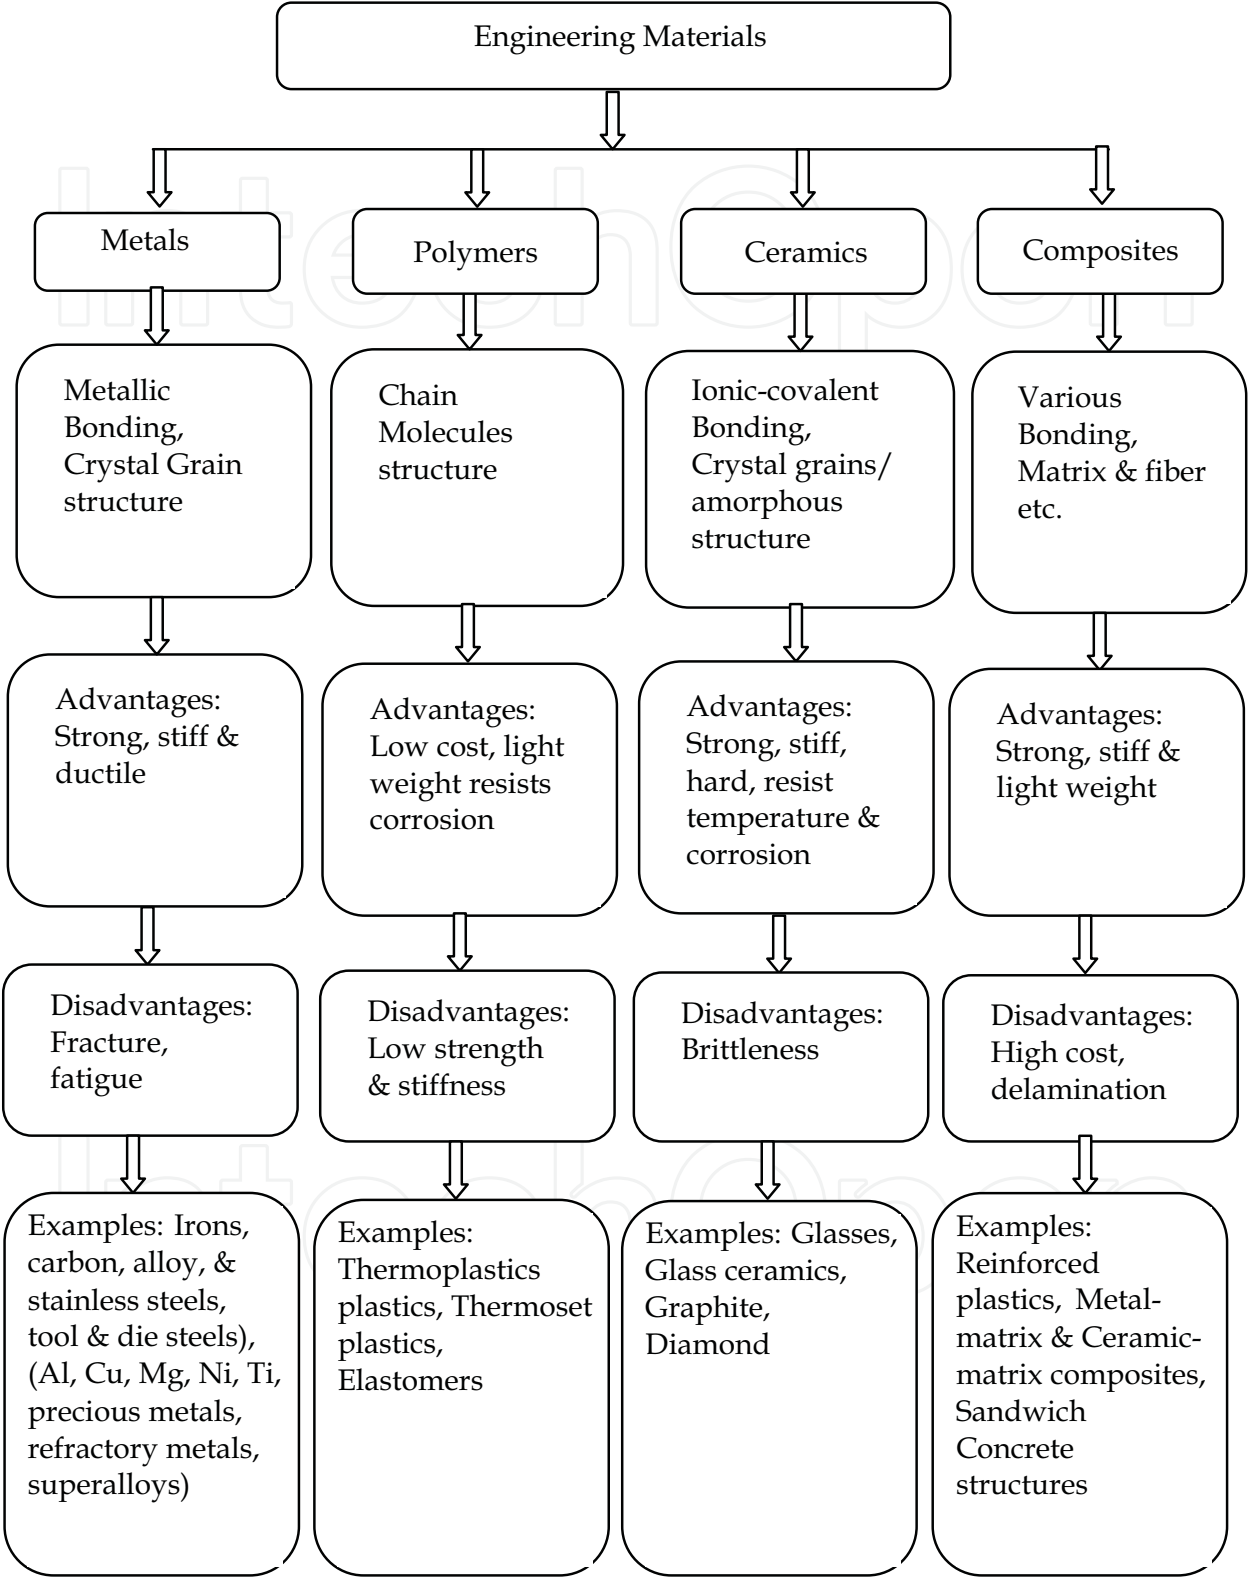 Engineering Materials
Metals
Polymers
Ceramics
Composites
Metallic
Bonding,
Crystal Grain
structure
Chain
Molecules
structure
Ionic-covalent
Bonding,
Crystal grains/
amorphous
structure
Various
Bonding,
Matrix & fiber
etc.
Advantages:
Strong, stiff &
ductile
Advantages:
Low cost, light
weight resists
corrosion
Advantages:
Strong, stiff,
hard, resist
temperature &
corrosion
Advantages:
Strong, stiff &
light weight
Disadvantages:
Fracture,
fatigue
Disadvantages:
Low strength
& stiffness
Disadvantages:
Brittleness
Disadvantages:
High cost,
delamination
Examples: Irons,
carbon, alloy, &
stainless steels,
tool & die steels),
(Al, Cu, Mg, Ni, Ti,
precious metals,
refractory metals,
superalloys)
Examples:
Thermoplastics
plastics, Thermoset
plastics,
Elastomers
Examples: Glasses,
Glass ceramics,
Graphite,
Diamond
Examples:
Reinforced
plastics, Metal-
matrix & Ceramic-
matrix composites,
Sandwich
Concrete
structures
IntechOpen
IntechOpen